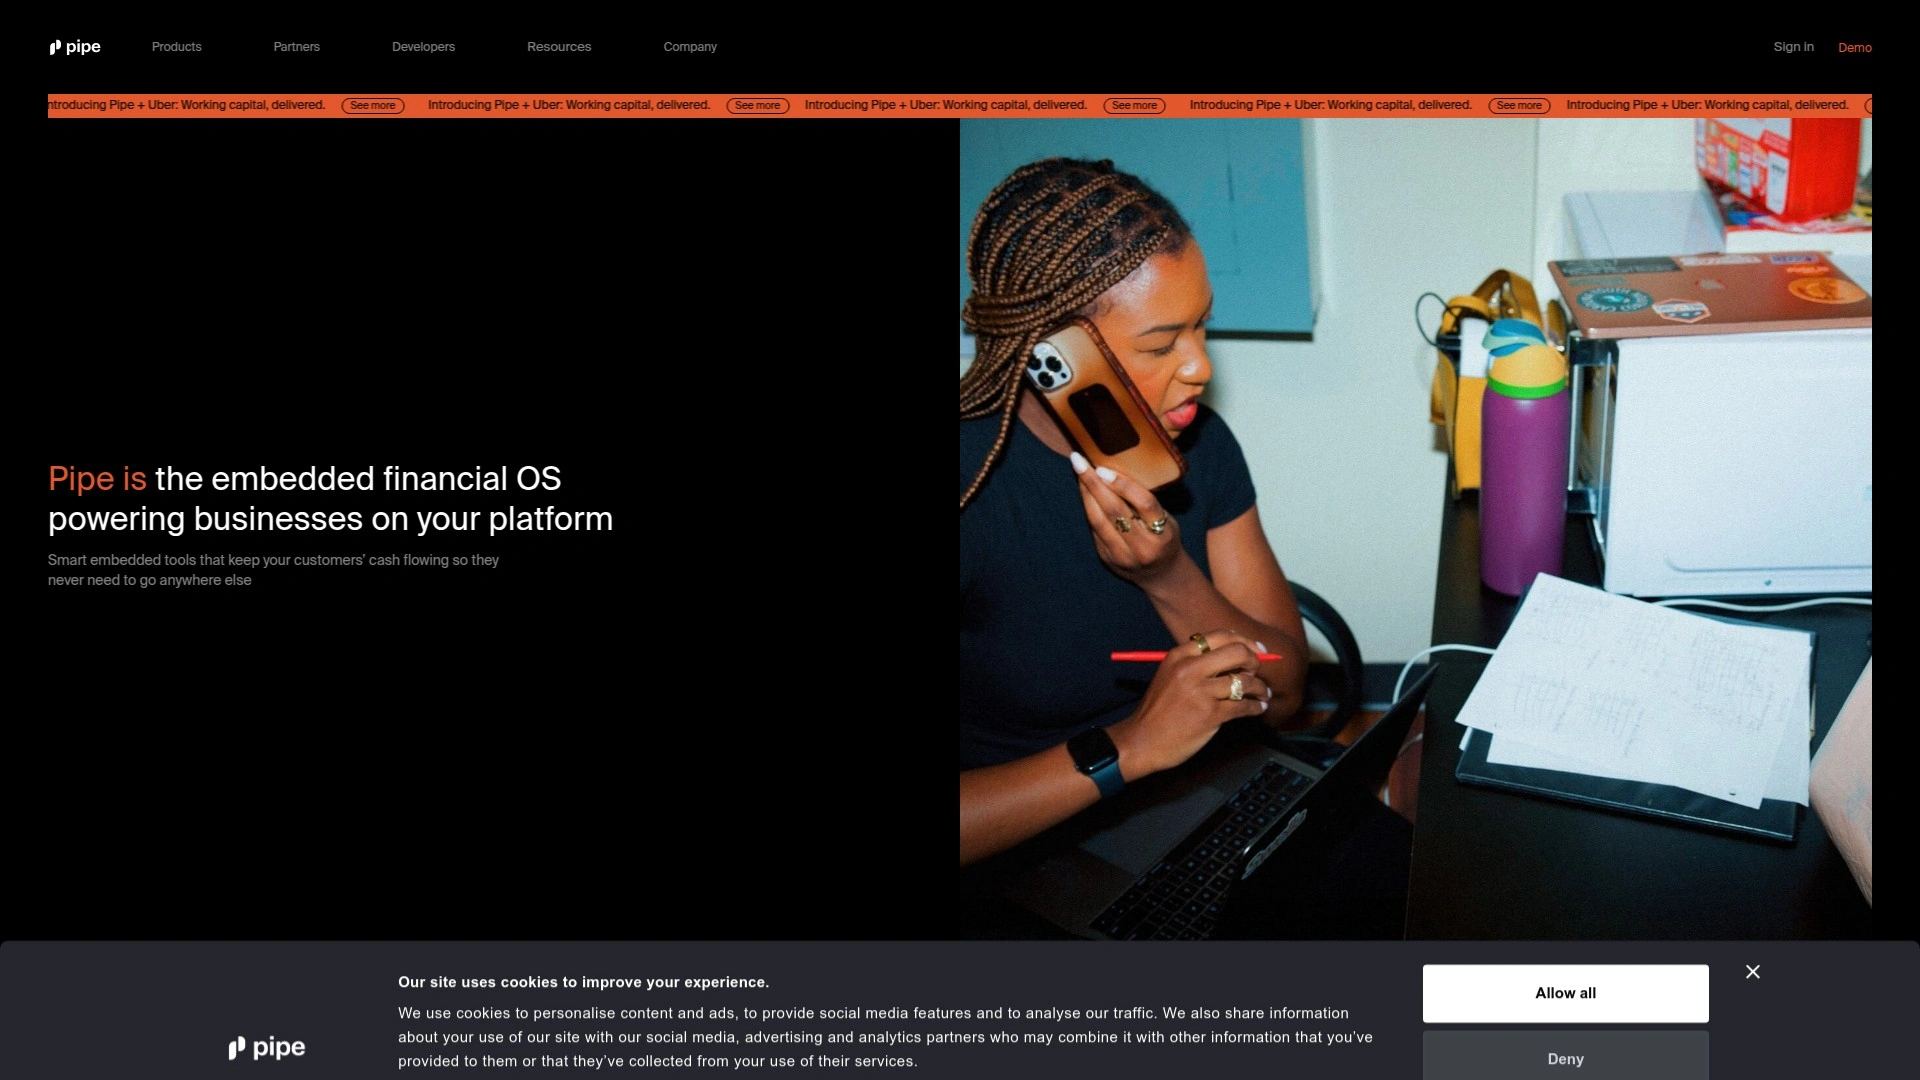 pipe
Products
Partners
Developers
Resources
Company
Sign in
Demo
ntroducing Pipe + Uber: Working capital, delivered. See more Introducing Pipe + Uber: Working capital, delivered. See more Introducing Pipe + Uber: Working capital, delivered. See more Introducing Pipe + Uber: Working capital, delivered. See more Introducing Pipe + Uber: Working capital, delivered.
Pipe is the embedded financial OS
powering businesses on your platform
Smart embedded tools that keep your customers’ cash flowing so they
never need to go anywhere else
Our site uses cookies to improve your experience.
We use cookies to personalise content and ads, to provide social media features and to analyse our traffic. We also share information
about your use of our site with our social media, advertising and analytics partners who may combine it with other information that you’ve
provided to them or that they’ve collected from your use of their services.
pipe
Allow all
Deny